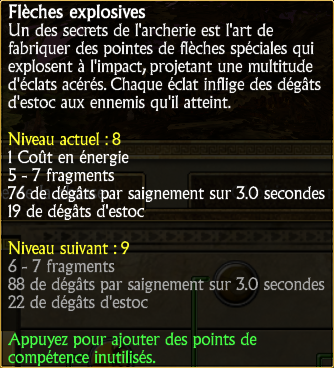 Flèches explosives
Un des secrets de l'archerie est l'art de
fabriquer des pointes de flèches spéciales qui
explosent à l'impact, projetant une multitude
d'éclats acérés. Chaque éclat inflige des dégâts
d'estoc aux ennemis qu'il atteint.
Niveau actuel : 8
1 Coût en énergie
5 - 7 fragments
76 de dégâts par saignement sur 3.0 secondes
19 de dégâts d'estoc
Niveau suivant : 9
6 - 7 fragments
88 de dégâts par saignement sur 3.0 secondes
22 de dégâts d'estoc
Appuyez pour ajouter des points de
compétence inutilisés.